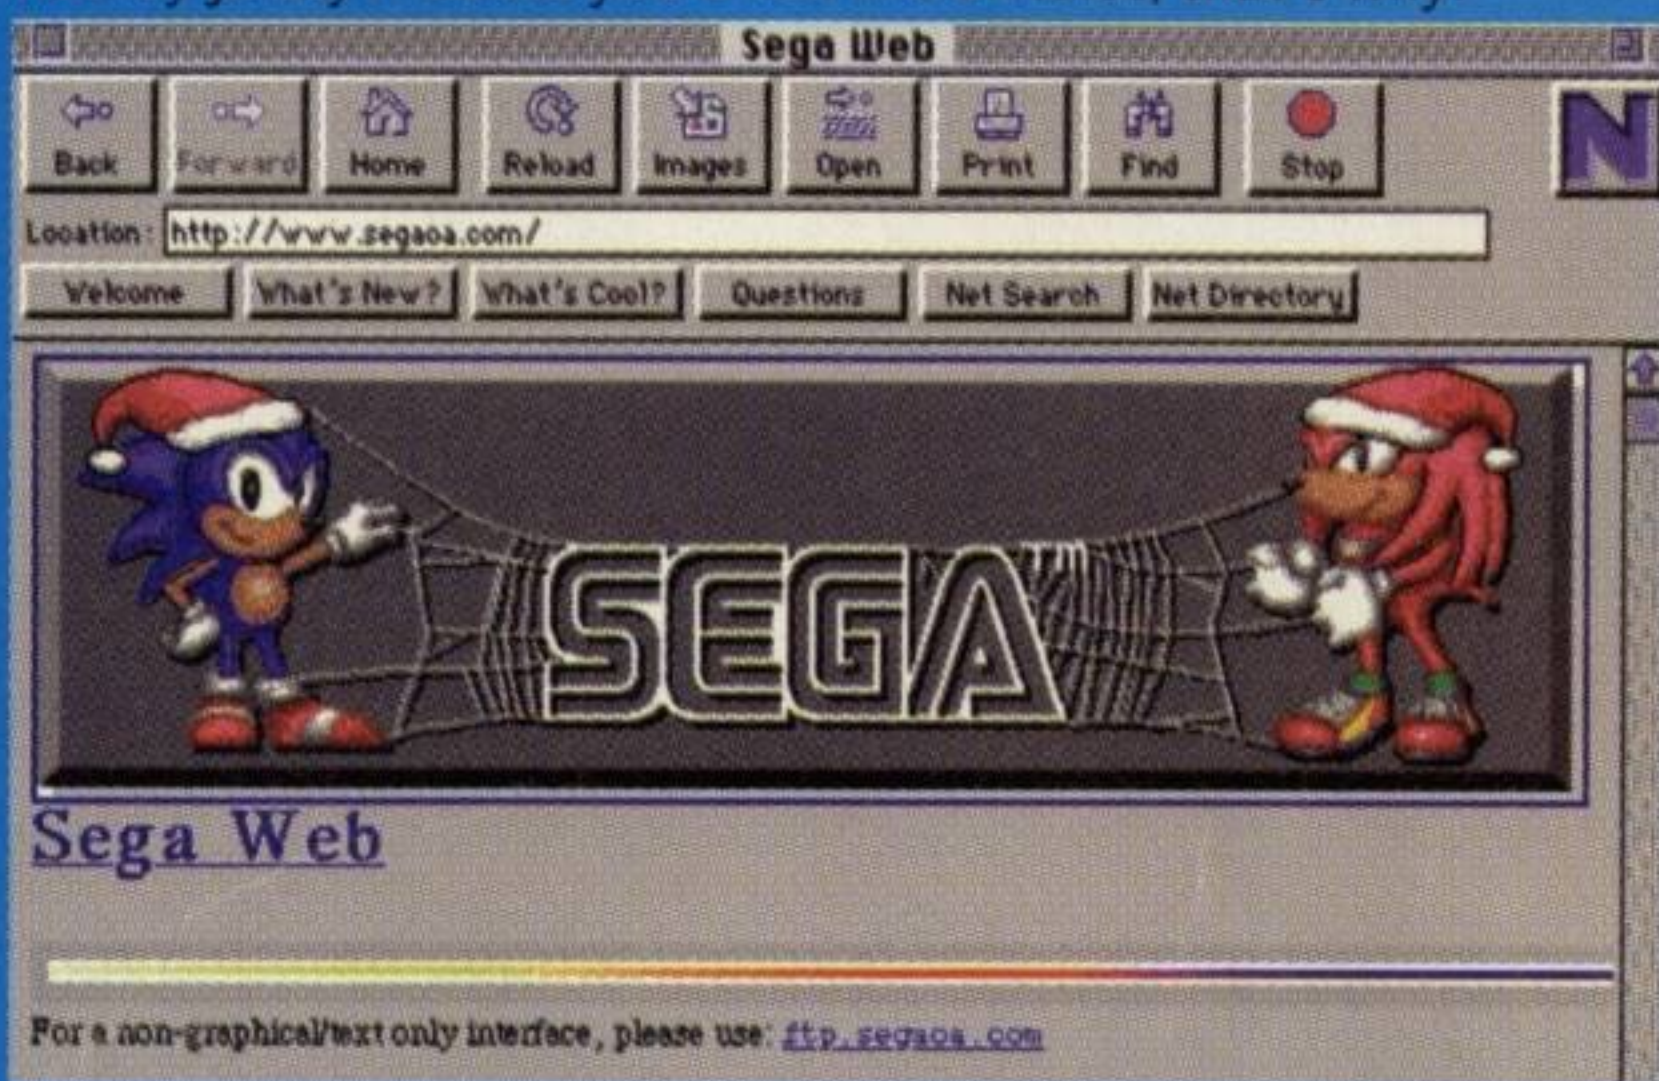 Sega Web
Back Forward Home Reload Images Open Print Find Stop N
Location: http://www.segaoa.com/
Welcome What's New? What's Cool? Questions Net Search Net Directory
SEGA
Sega Web
For a non-graphical/text only interface, please use: ftp.segaoa.com